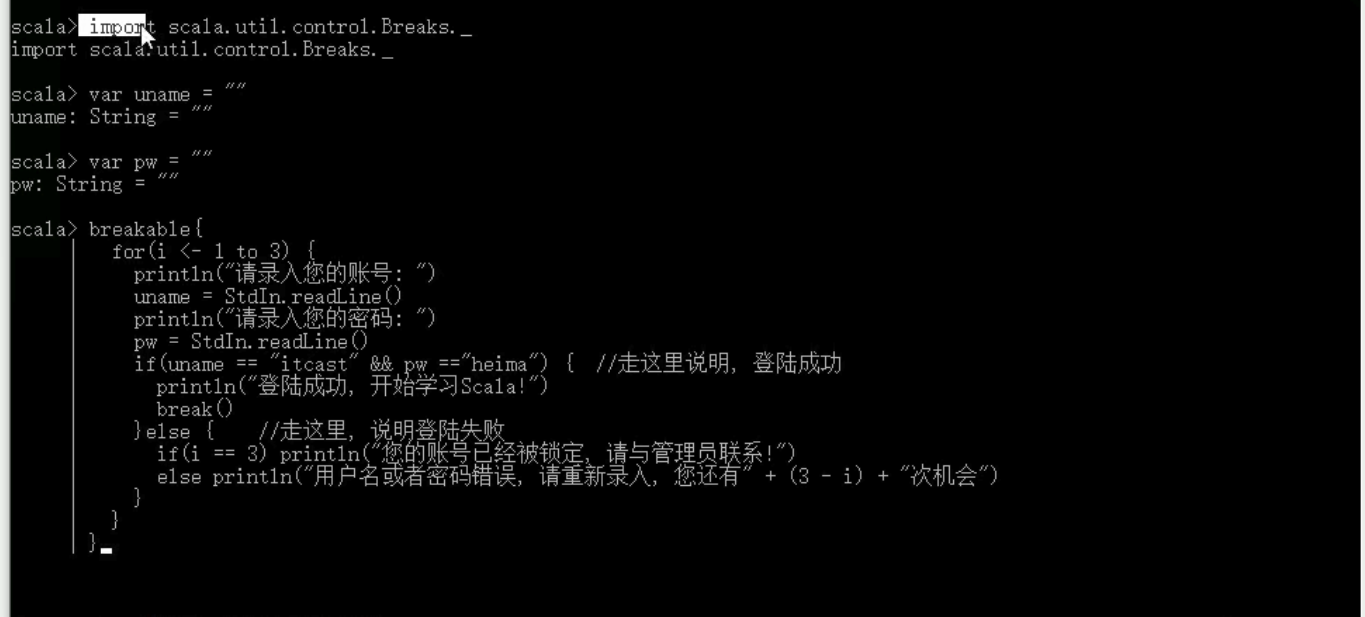 scala> import scala.util.control.Breaks._
import scala.util.control.Breaks._
scala> var uname = ""
uname: String = ""
scala> var pw = ""
pw: String = ""
scala> breakable{
| for(i <- 1 to 3) {
| println("请录入您的账号: ")
| uname = StdIn.readLine()
| println("请录入您的密码: ")
| pw = StdIn.readLine()
| if(uname == "itcast" && pw =="heima") { //走这里说明, 登陆成功
| println("登陆成功, 开始学习Scala!")
| break()
| }else { //走这里, 说明登陆失败
| if(i == 3) println("您的账号已经被锁定, 请与管理员联系!")
| else println("用户名或者密码错误, 请重新录入, 您还有" + (3 - i) + "次机会")
| }
| }
| }